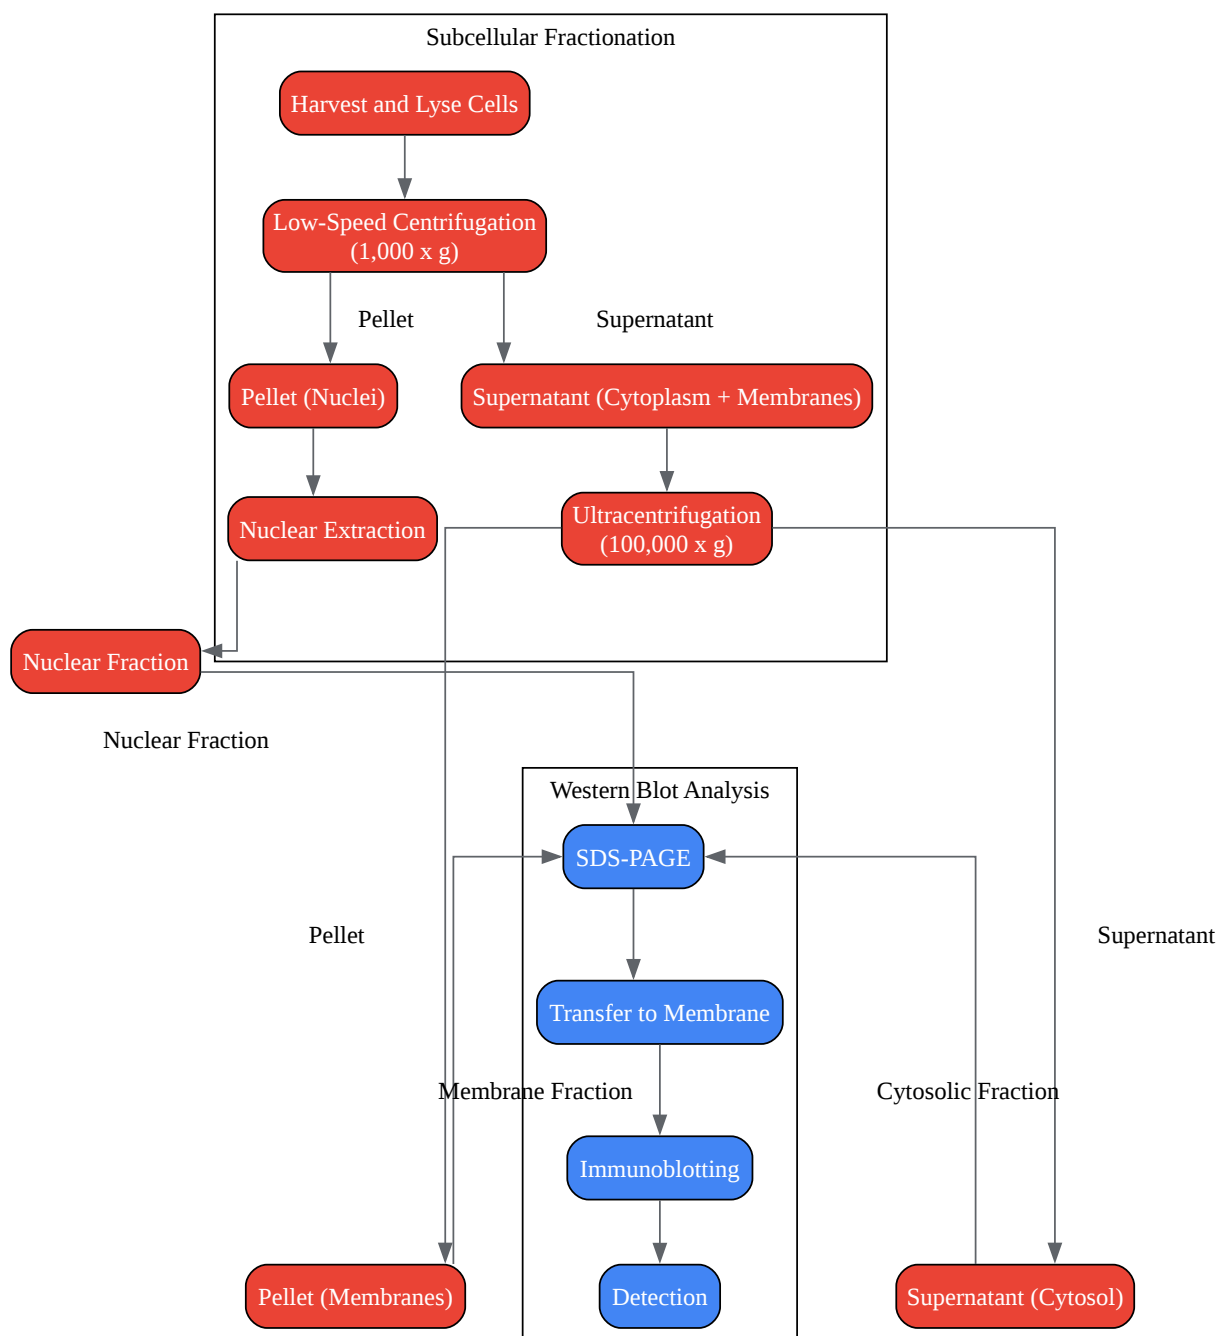 Subcellular Fractionation
Harvest and Lyse Cells
Low-Speed Centrifugation
(1,000 x g)
Pellet
Supernatant
Pellet (Nuclei)
Supernatant (Cytoplasm + Membranes)
Nuclear Extraction
Ultracentrifugation
(100,000 x g)
Nuclear Fraction
Nuclear Fraction
Western Blot Analysis
SDS-PAGE
Pellet
Supernatant
Transfer to Membrane
Membrane Fraction
Cytosolic Fraction
Immunoblotting
Pellet (Membranes)
Detection
Supernatant (Cytosol)